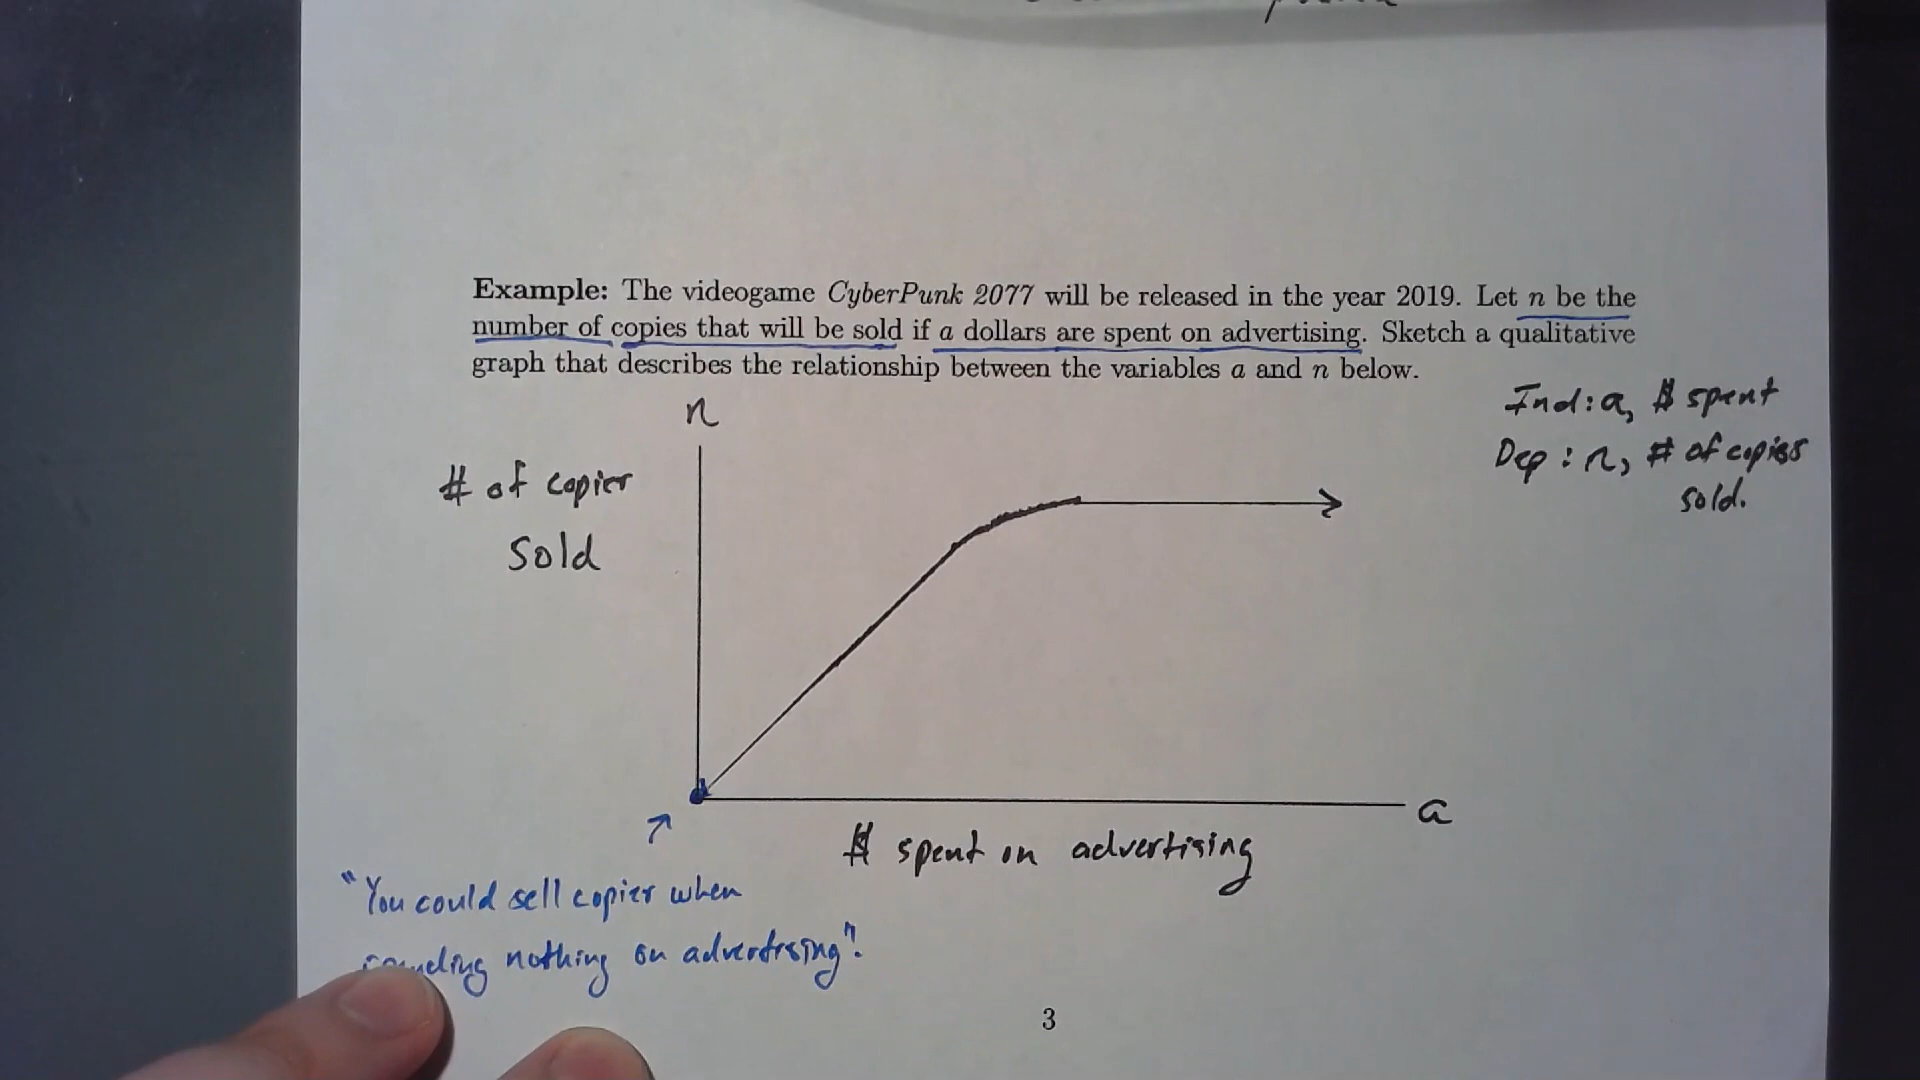 Example: The videogame CyberPunk 2077 will be released in the year 2019. Let n be the
number of copies that will be sold if a dollars are spent on advertising. Sketch a qualitative
graph that describes the relationship between the variables a and n below.
Ind: a, $ spent
Dep: n, # of copies
sold.
n
# of copies
Sold
a
$ spent on advertising
"You could sell copies when
nothing on advertising".
3